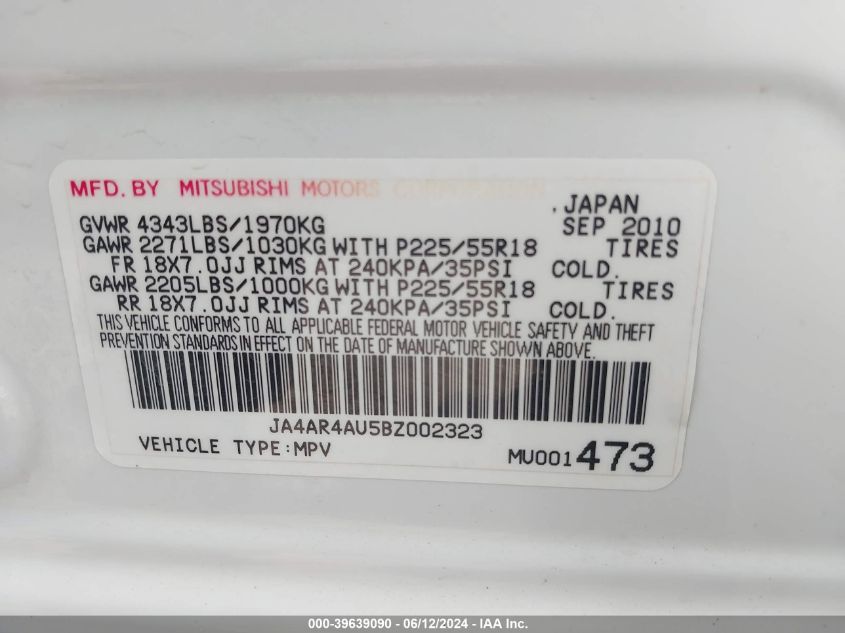 MFD. BY MITSUBISHI MOTORS CORPORATION
. JAPAN
GVWR 4343LBS/1970KG SEP 2010
GAWR 2271LBS/1030KG WITH P225/55R18 TIRES
FR 18X7.0JJ RIMS AT 240KPA/35PSI COLD.
GAWR 2205LBS/1000KG WITH P225/55R18 TIRES
RR 18X7.0JJ RIMS AT 240KPA/35PSI COLD.
THIS VEHICLE CONFORMS TO ALL APPLICABLE FEDERAL MOTOR VEHICLE SAFETY AND THEFT
PREVENTION STANDARDS IN EFFECT ON THE DATE OF MANUFACTURE SHOWN ABOVE.
JA4AR4AU5BZ002323
VEHICLE TYPE:MPV MU001473
000-39639090 - 06/12/2024 - IAA, Inc.